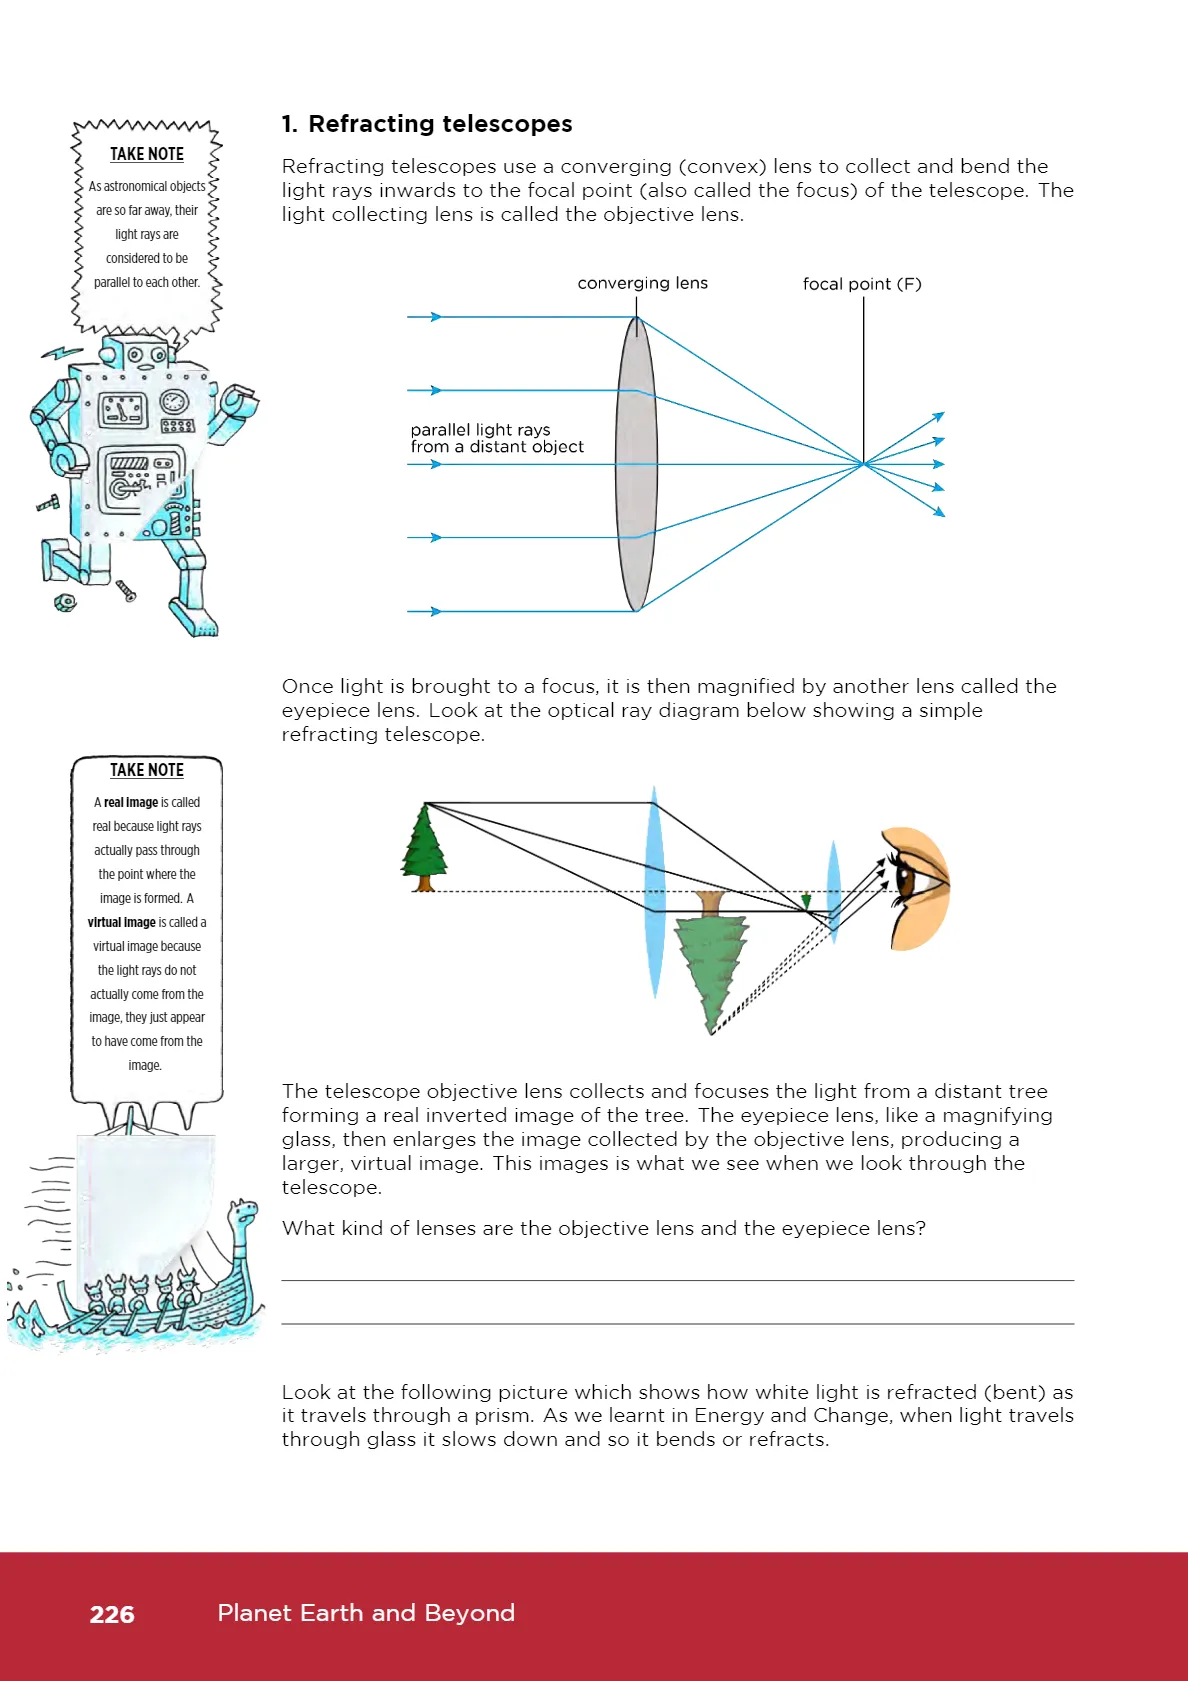 1. Refracting telescopes
Refracting telescopes use a converging (convex) lens to collect and bend the
light rays inwards to the focal point (also called the focus) of the telescope. The
light collecting lens is called the objective lens.
TAKE NOTE
As astronomical objects
are so far away, their
light rays are
considered to be
parallel to each other.
converging lens
focal point (F)
parallel light rays
from a distant object
Once light is brought to a focus, it is then magnified by another lens called the
eyepiece lens. Look at the optical ray diagram below showing a simple
refracting telescope.
TAKE NOTE
A real image is called
real because light rays
actually pass through
the point where the
image is formed. A
virtual image is called a
virtual image because
the light rays do not
actually come from the
image, they just appear
to have come from the
image.
The telescope objective lens collects and focuses the light from a distant tree
forming a real inverted image of the tree. The eyepiece lens, like a magnifying
glass, then enlarges the image collected by the objective lens, producing a
larger, virtual image. This images is what we see when we look through the
telescope.
What kind of lenses are the objective lens and the eyepiece lens?
Look at the following picture which shows how white light is refracted (bent) as
it travels through a prism. As we learnt in Energy and Change, when light travels
through glass it slows down and so it bends or refracts.
226 Planet Earth and Beyond